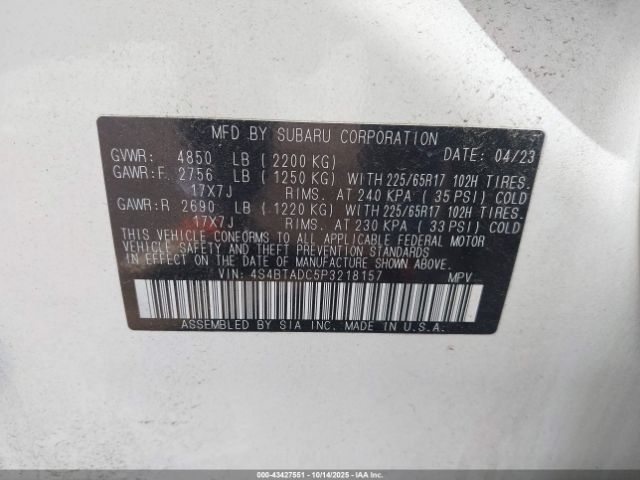 MFD BY SUBARU CORPORATION
GVWR: 4850 LB (2200 KG) DATE: 04/23
GAWR:F 2756 LB (1250 KG) WITH 225/65R17 102H TIRES.
17X7J RIMS. AT 240 KPA (35 PSI) COLD
GAWR:R 2690 LB (1220 KG) WITH 225/65R17 102H TIRES.
17X7J RIMS. AT 230 KPA (33 PSI) COLD
THIS VEHICLE CONFORMS TO ALL APPLICABLE FEDERAL MOTOR
VEHICLE SAFETY AND THEFT PREVENTION STANDARDS
IN EFFECT ON THE DATE OF MANUFACTURE SHOWN ABOVE.
VIN: 4S4BTADC5P3218157 MPV
ASSEMBLED BY SIA INC. MADE IN U.S.A.
000-43427551 | 10/14/2025 | IAAI.COM